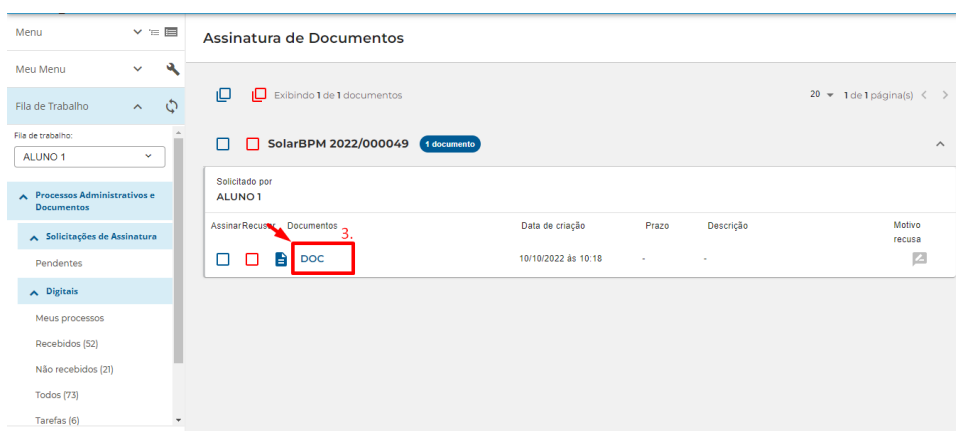 Menu
Assinatura de Documentos
Meu Menu
Fila de Trabalho
Exibindo 1 de 1 documentos
20
1 de 1 página(s)
Fila de trabalho:
ALUNO 1
SolarBPM 2022/000049
1 documento
Solicitado por
ALUNO 1
Processos Administrativos e
Documentos
Assinar Recusar Documentos Data de criação Prazo Descrição Motivo
recusa
3.
Solicitações de Assinatura
DOC 10/10/2022 ás 10:18 - -
Pendentes
Digitais
Meus processos
Recebidos (52)
Não recebidos (21)
Todos (73)
Tarefas (6)